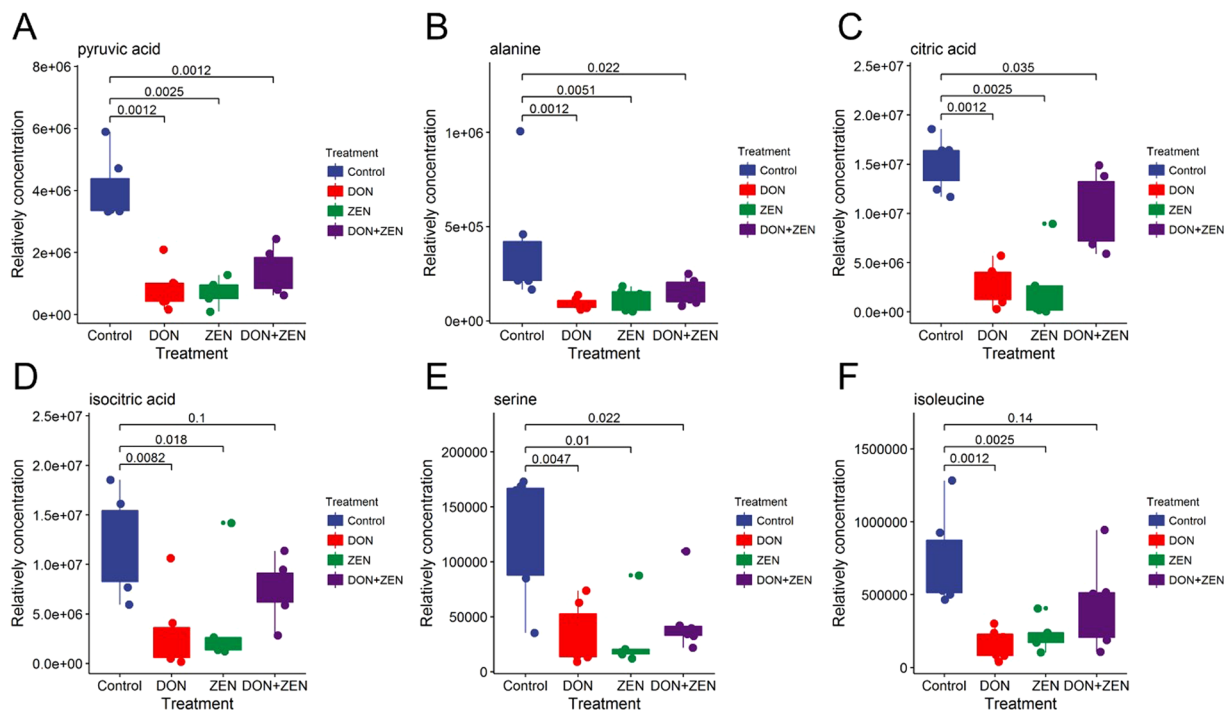 A
pyruvic acid
8e+06
6e+06
4e+06
2e+06
0e+00
Relatively concentration
0.0012
0.0025
0.0012
Control DON ZEN DON+ZEN
Treatment
Treatment
Control
DON
ZEN
DON+ZEN
B
alanine
1e+06
5e+05
0e+00
Relatively concentration
0.022
0.0051
0.0012
Control DON ZEN DON+ZEN
Treatment
Treatment
Control
DON
ZEN
DON+ZEN
C
citric acid
2.5e+07
2.0e+07
1.5e+07
1.0e+07
5.0e+06
0.0e+00
Relatively concentration
0.035
0.0025
0.0012
Control DON ZEN DON+ZEN
Treatment
Treatment
Control
DON
ZEN
DON+ZEN
D
isocitric acid
2.5e+07
2.0e+07
1.5e+07
1.0e+07
5.0e+06
0.0e+00
Relatively concentration
0.1
0.018
0.0082
Control DON ZEN DON+ZEN
Treatment
Treatment
Control
DON
ZEN
DON+ZEN
E
serine
200000
150000
100000
50000
0
Relatively concentration
0.022
0.01
0.0047
Control DON ZEN DON+ZEN
Treatment
Treatment
Control
DON
ZEN
DON+ZEN
F
isoleucine
1500000
1000000
500000
0
Relatively concentration
0.14
0.0025
0.0012
Control DON ZEN DON+ZEN
Treatment
Treatment
Control
DON
ZEN
DON+ZEN